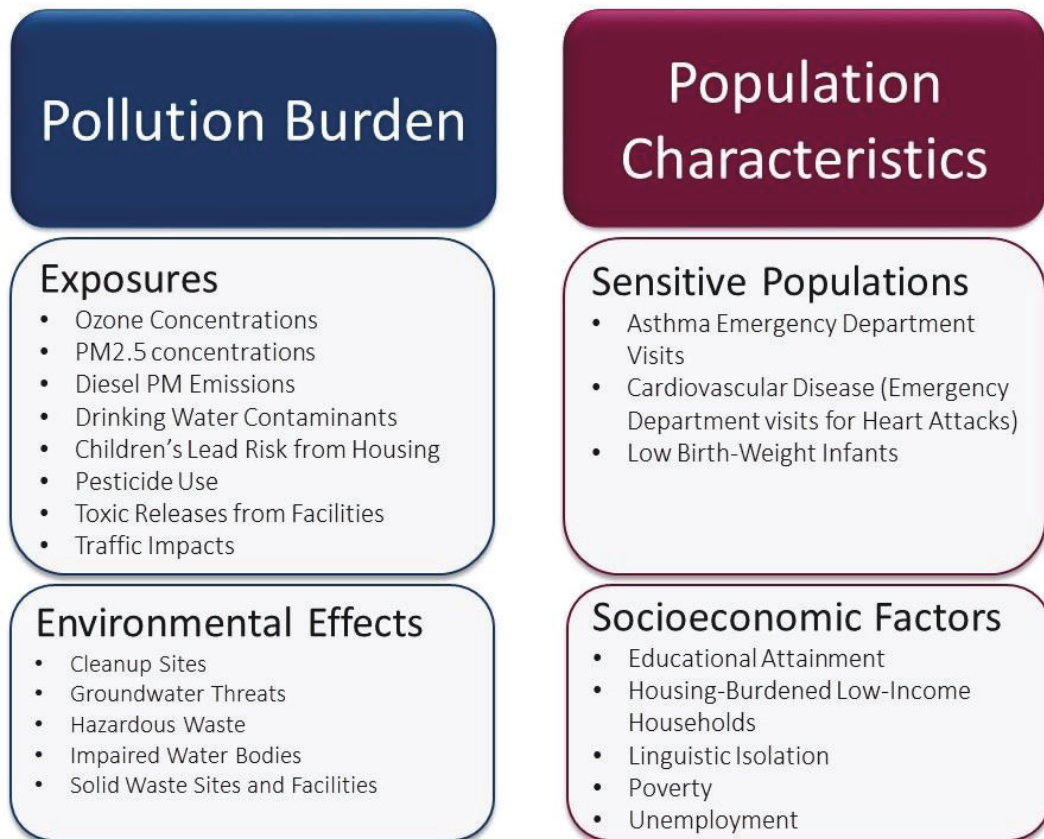 Pollution Burden
Exposures
• Ozone Concentrations
• PM2.5 concentrations
• Diesel PM Emissions
• Drinking Water Contaminants
• Children’s Lead Risk from Housing
• Pesticide Use
• Toxic Releases from Facilities
• Traffic Impacts
Environmental Effects
• Cleanup Sites
• Groundwater Threats
• Hazardous Waste
• Impaired Water Bodies
• Solid Waste Sites and Facilities
Population
Characteristics
Sensitive Populations
• Asthma Emergency Department
Visits
• Cardiovascular Disease (Emergency
Department visits for Heart Attacks)
• Low Birth-Weight Infants
Socioeconomic Factors
• Educational Attainment
• Housing-Burdened Low-Income
Households
• Linguistic Isolation
• Poverty
• Unemployment